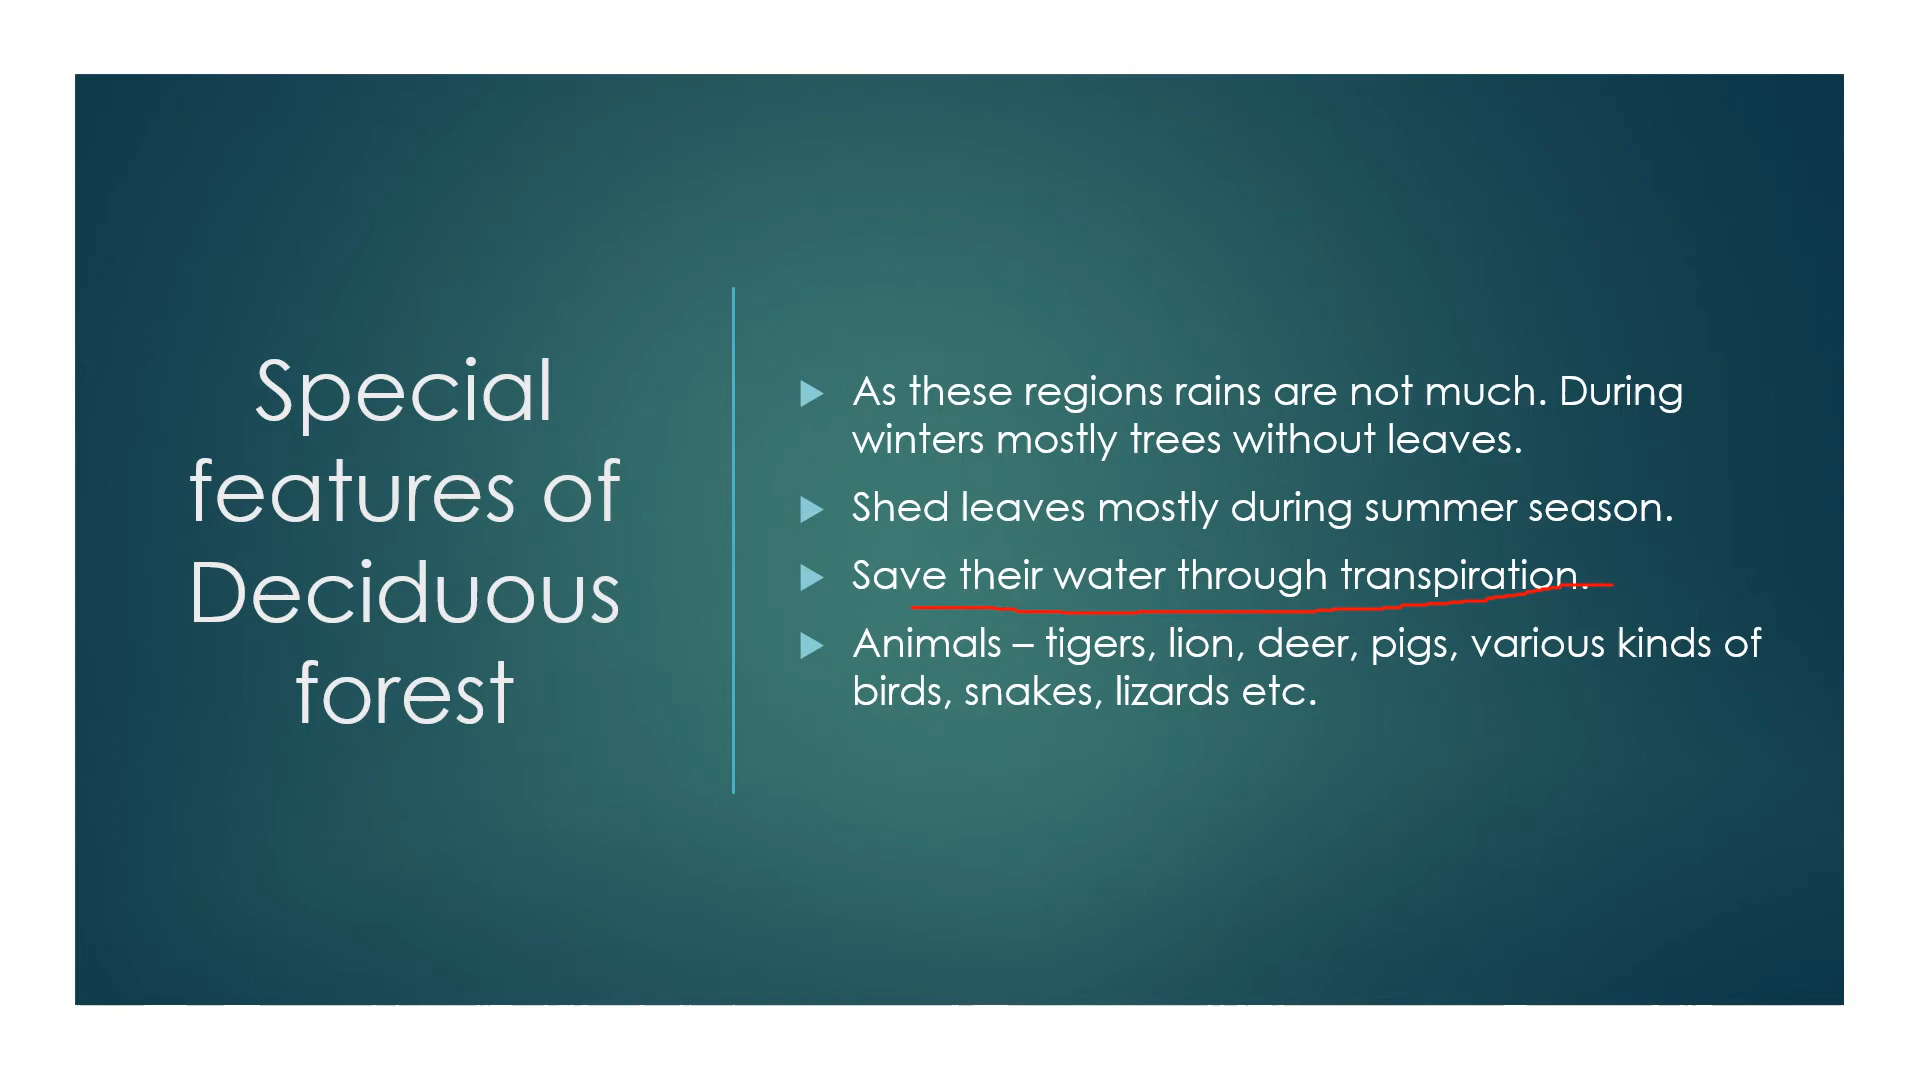 Special
features of
Deciduous
forest
As these regions rains are not much. During
winters mostly trees without leaves.
Shed leaves mostly during summer season.
Save their water through transpiration.
Animals – tigers, lion, deer, pigs, various kinds of
birds, snakes, lizards etc.